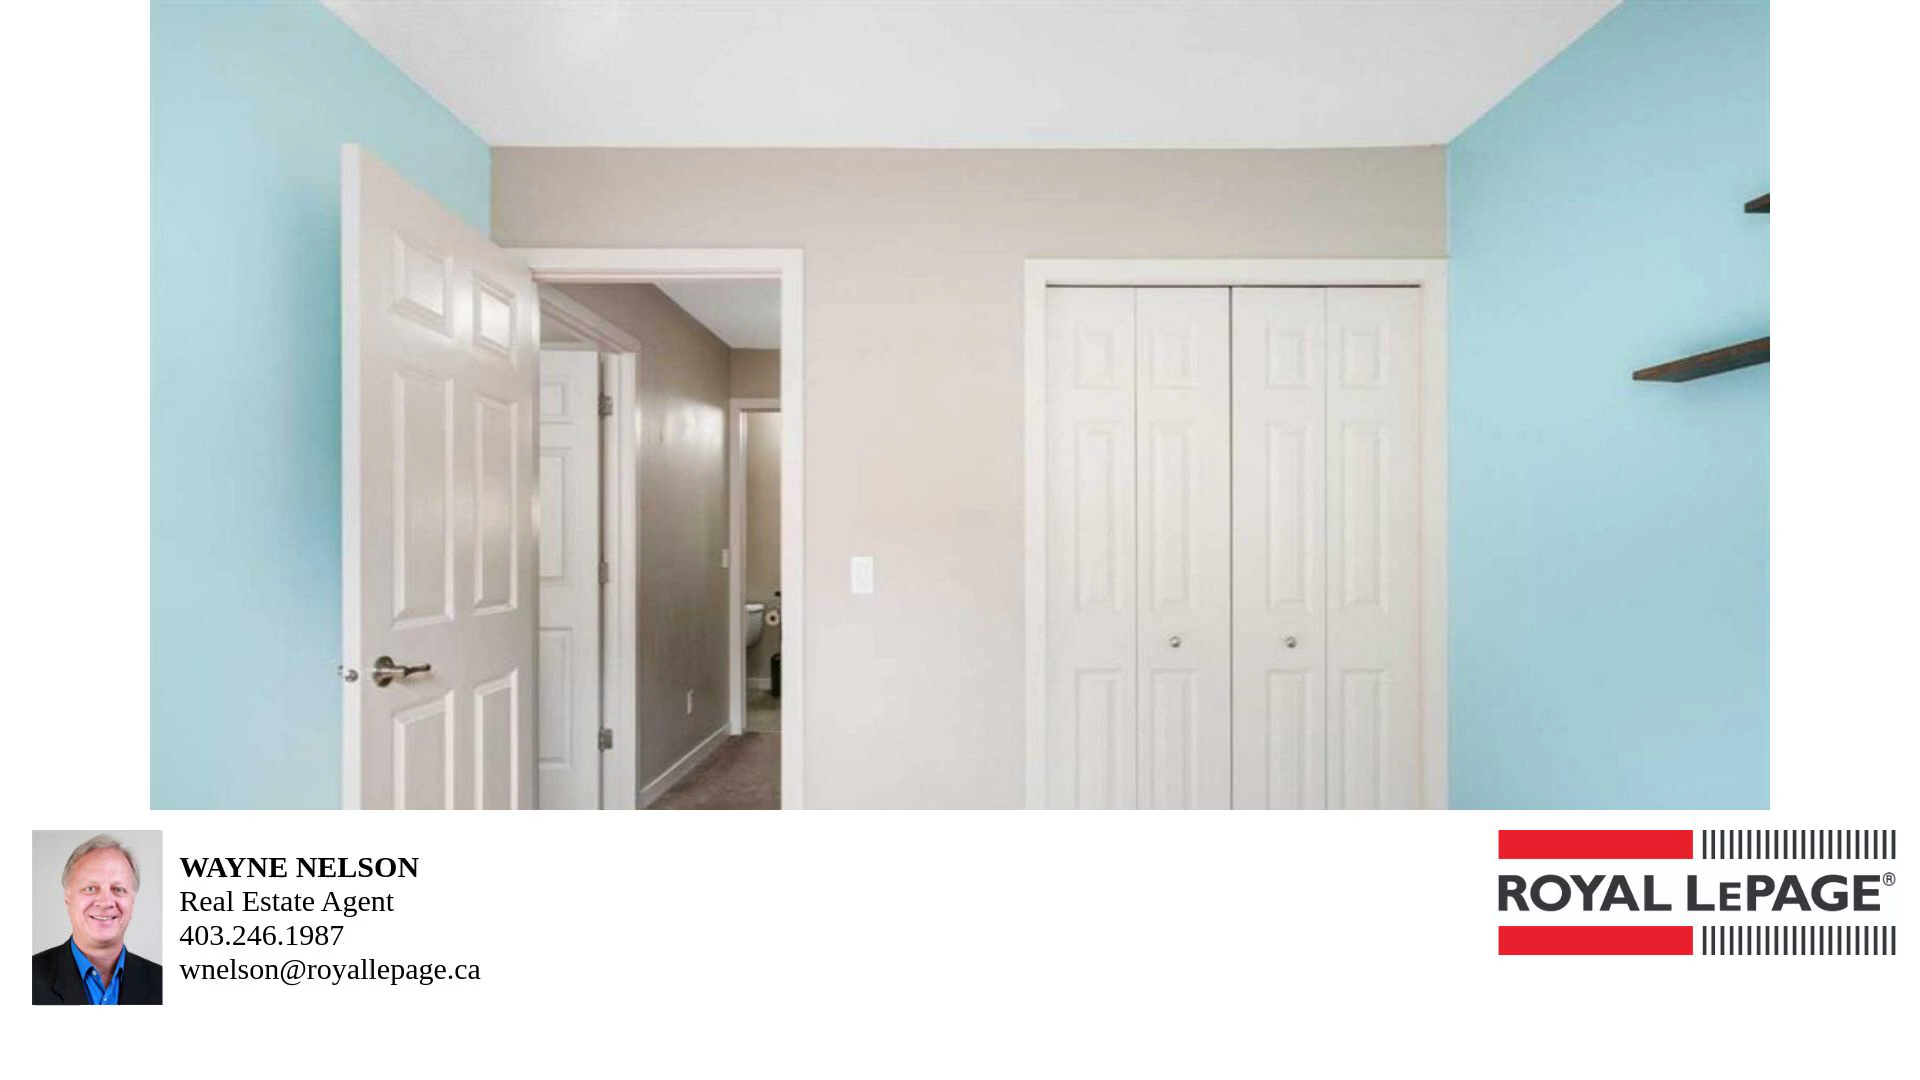 WAYNE NELSON
Real Estate Agent
403.246.1987
wnelson@royallepage.ca
ROYAL LEPAGE®